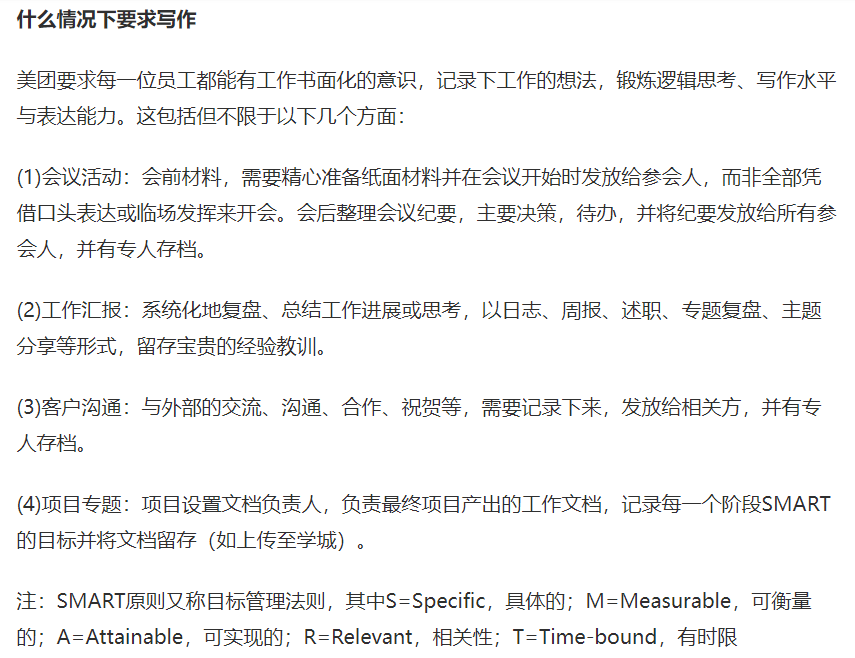 什么情况下要求写作
美团要求每一位员工都能有工作书面化的意识，记录下工作的想法，锻炼逻辑思考、写作水平
与表达能力。这包括但不限于以下几个方面：
(1)会议活动：会前材料，需要精心准备纸面材料并在会议开始时发放给参会人，而非全部凭
借口头表达或临场发挥来开会。会后整理会议纪要，主要决策，待办，并将纪要发放给所有参
会人，并有专人存档。
(2)工作汇报：系统化地复盘、总结工作进展或思考，以日志、周报、述职、专题复盘、主题
分享等形式，留存宝贵的经验教训。
(3)客户沟通：与外部的交流、沟通、合作、祝贺等，需要记录下来，发放给相关方，并有专
人存档。
(4)项目专题：项目设置文档负责人，负责最终项目产出的工作文档，记录每一个阶段SMART
的目标并将文档留存（如上传至学城）。
注：SMART原则又称目标管理法则，其中S=Specific，具体的；M=Measurable，可衡量
的；A=Attainable，可实现的；R=Relevant，相关性；T=Time-bound，有时限